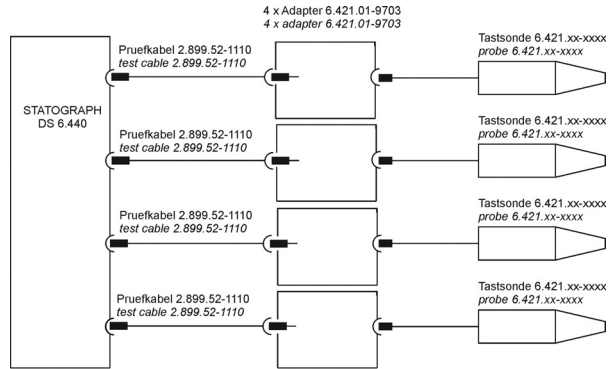 4 x Adapter 6.421.01-9703
4 x adapter 6.421.01-9703
STATOGRAPH
DS 6.440
Pruefkabel 2.899.52-1110
test cable 2.899.52-1110
Tastsonde 6.421.xx-xxxx
probe 6.421.xx-xxxx
Pruefkabel 2.899.52-1110
test cable 2.899.52-1110
Tastsonde 6.421.xx-xxxx
probe 6.421.xx-xxxx
Pruefkabel 2.899.52-1110
test cable 2.899.52-1110
Tastsonde 6.421.xx-xxxx
probe 6.421.xx-xxxx
Pruefkabel 2.899.52-1110
test cable 2.899.52-1110
Tastsonde 6.421.xx-xxxx
probe 6.421.xx-xxxx